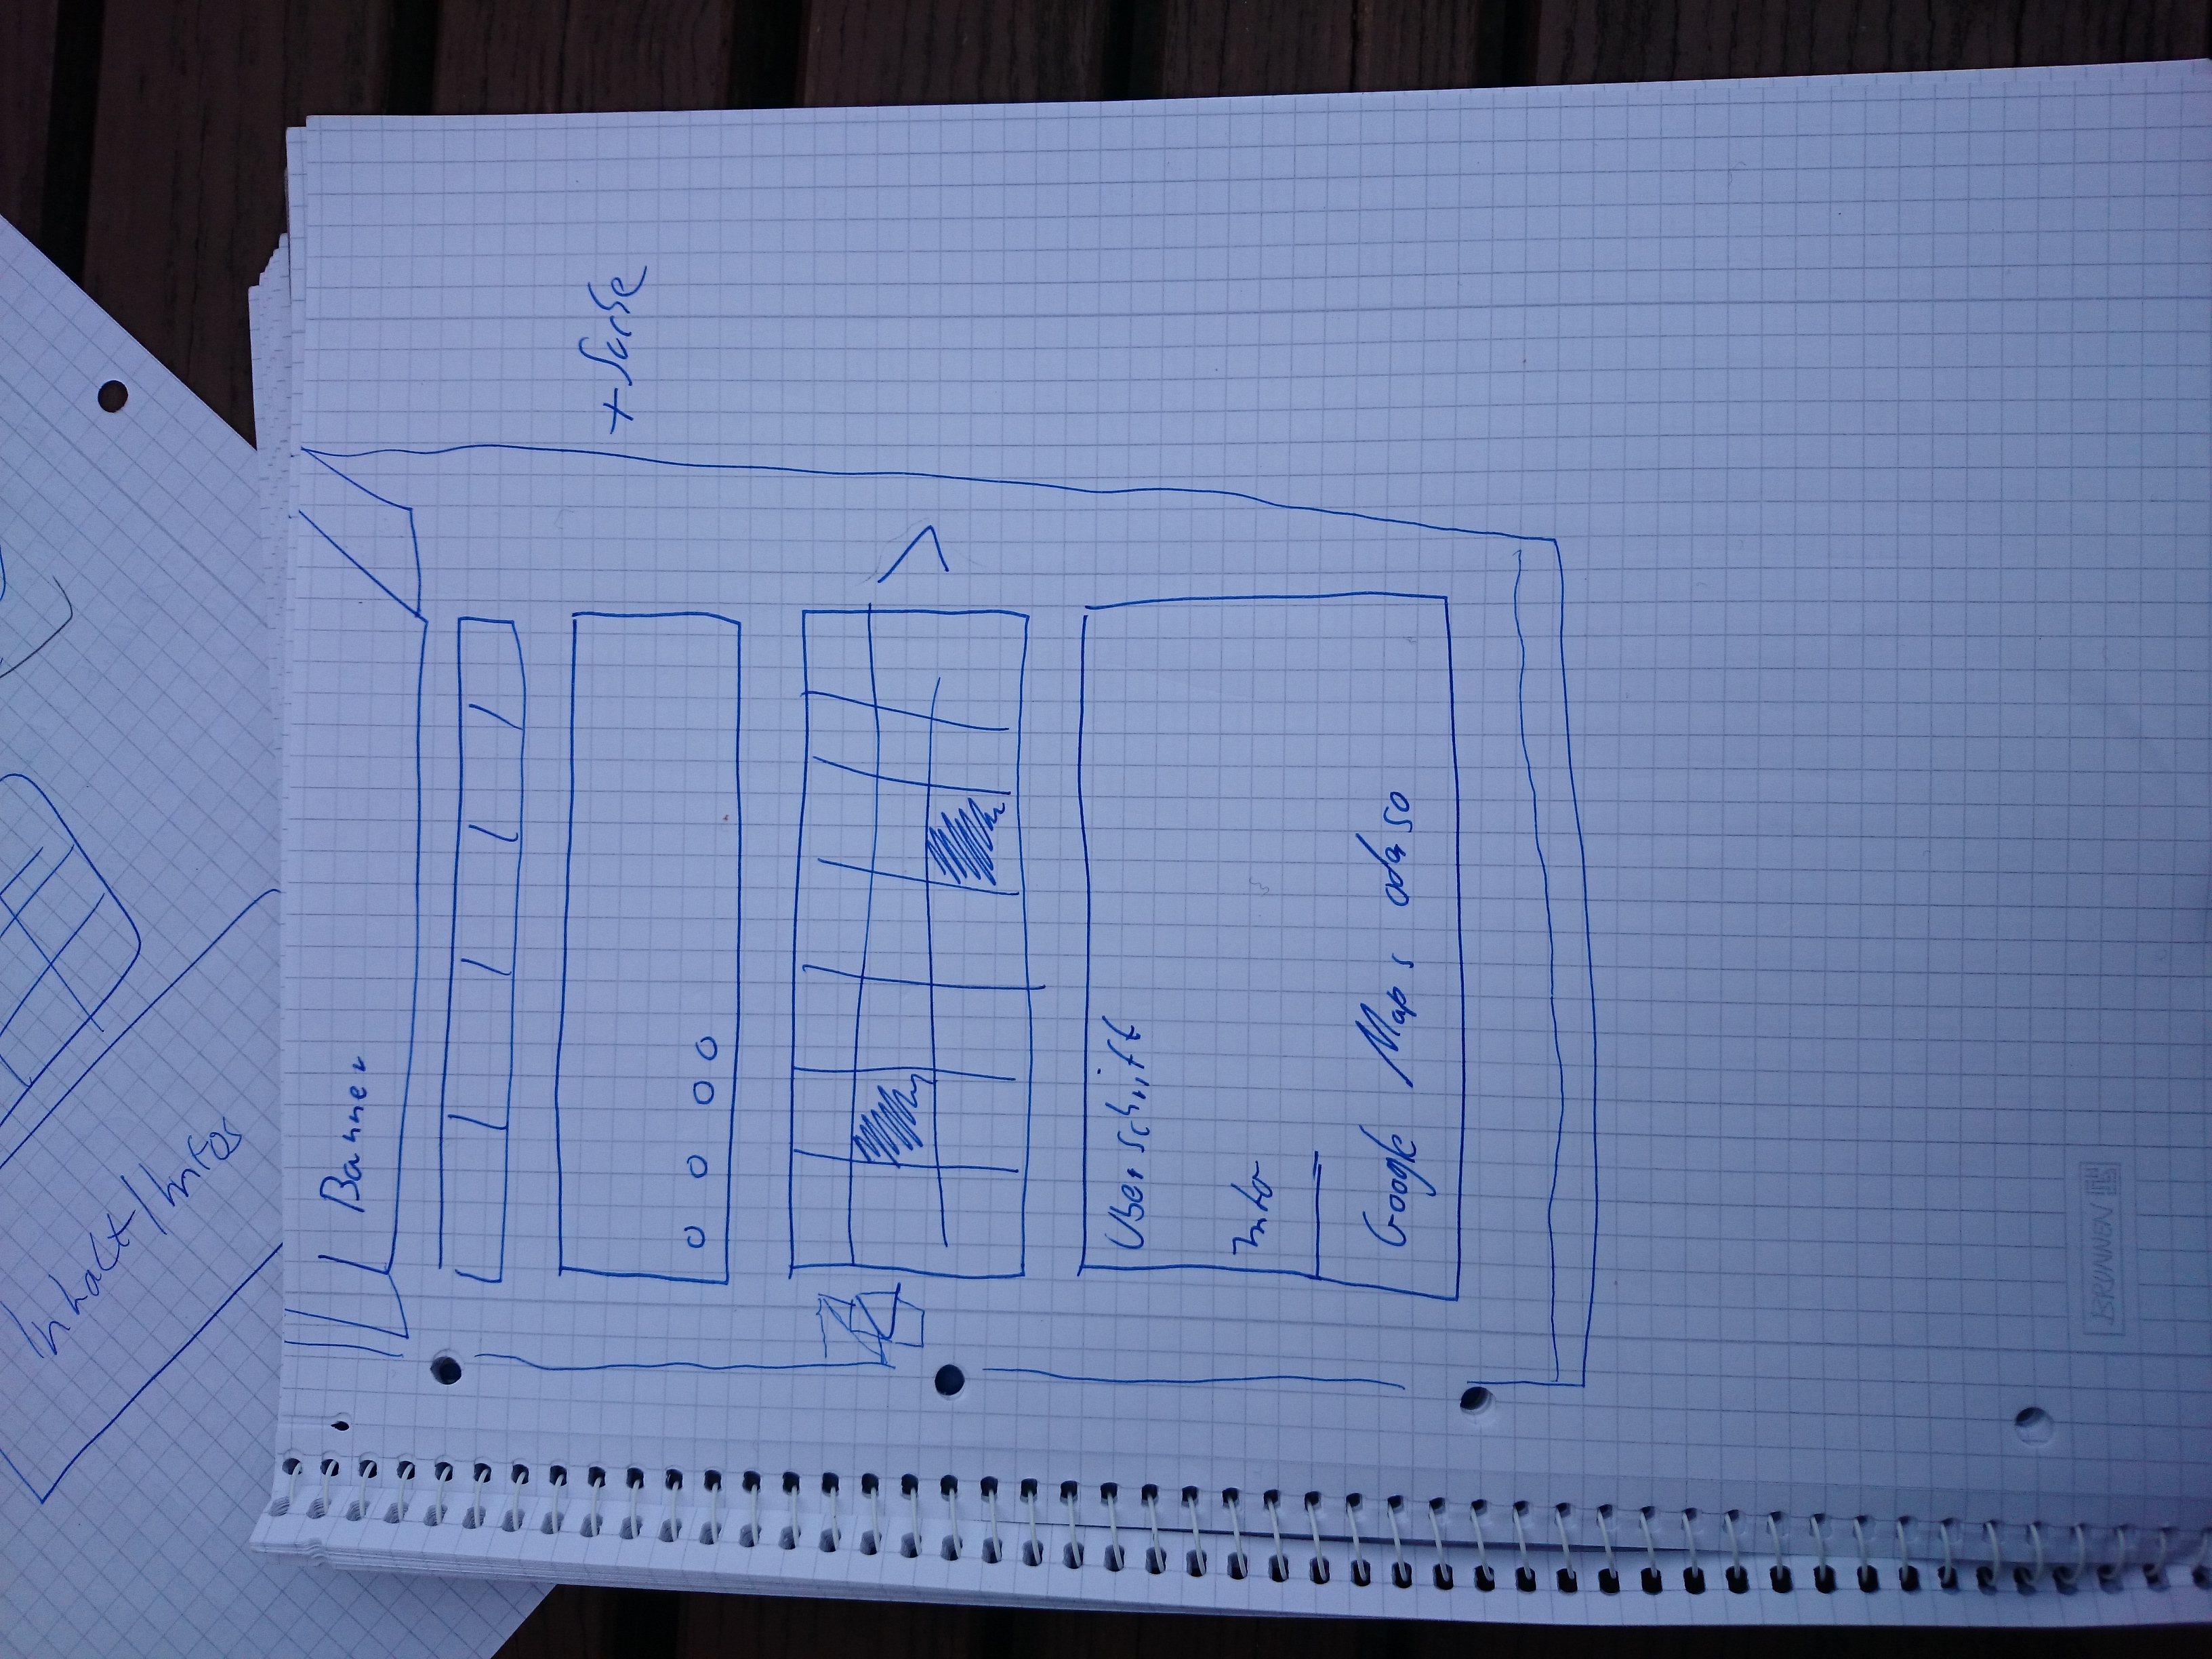 Inhalt/Infos
Banner
+Suche
Uberschrift
Info
Google Maps oda so
BRUNNEN